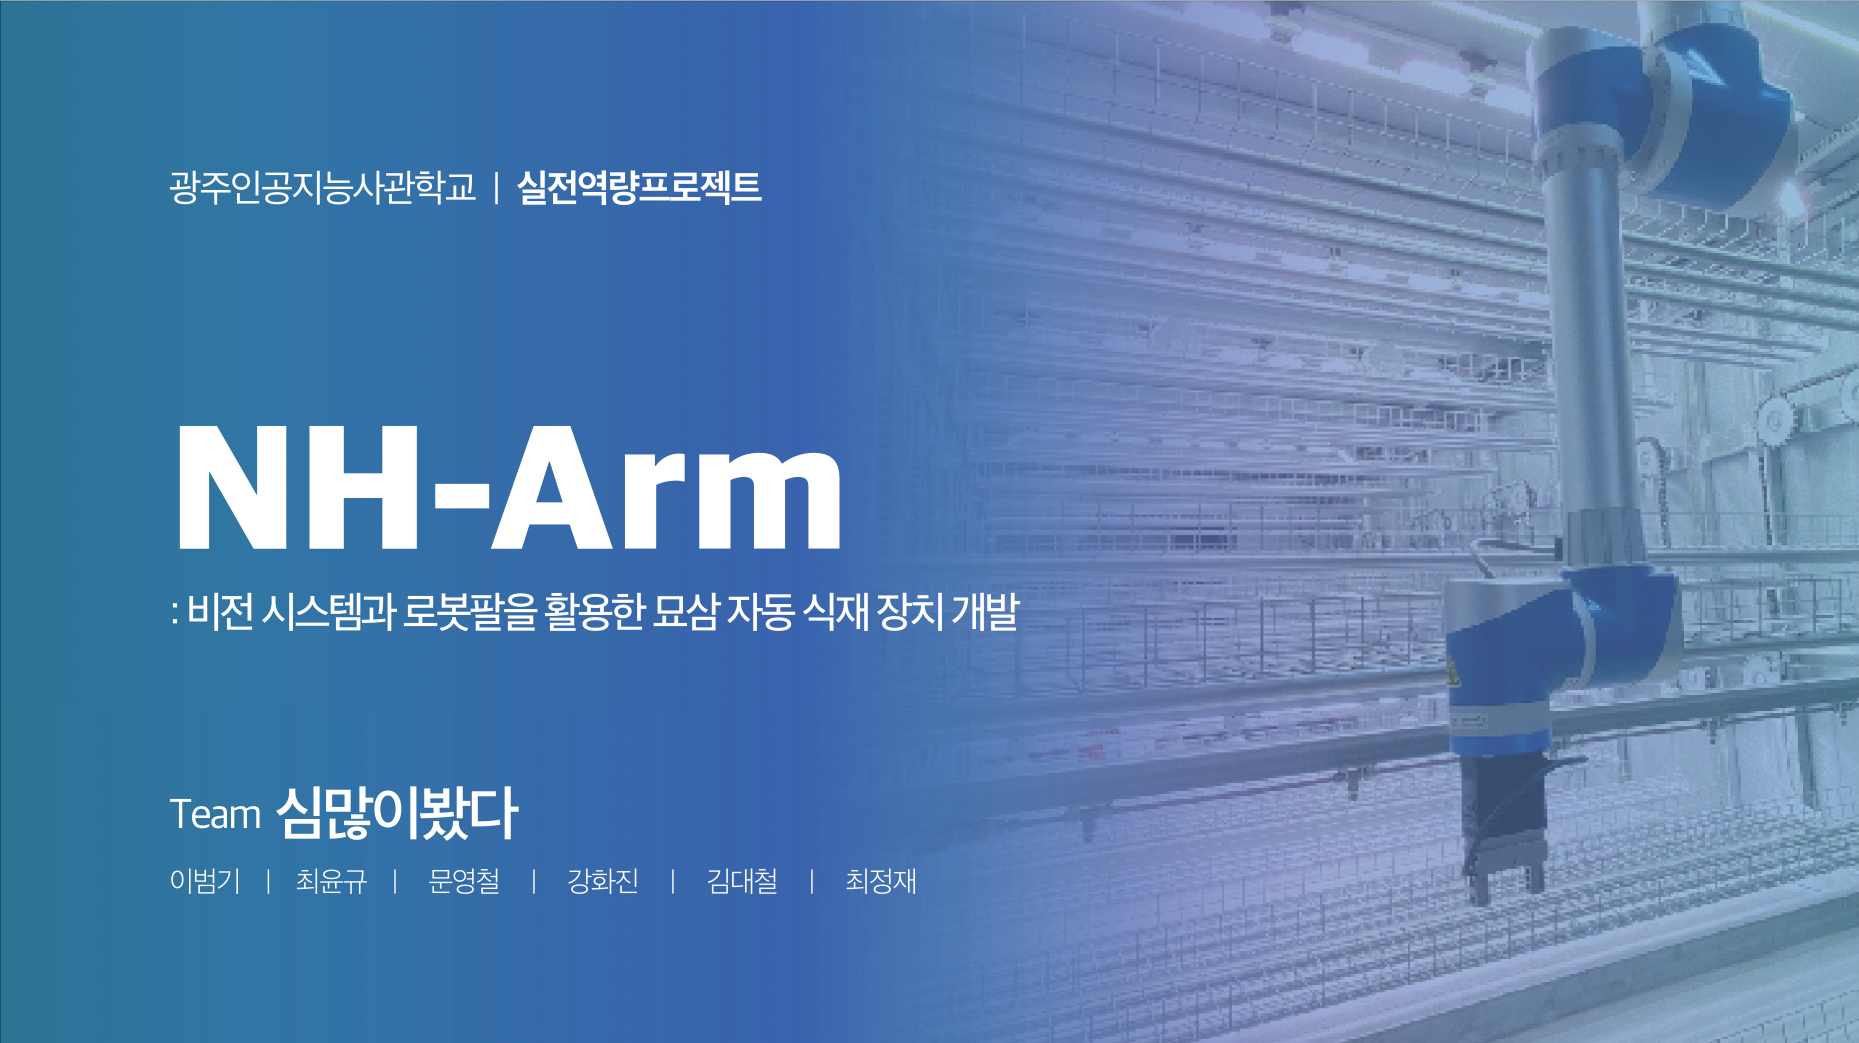 광주인공지능사관학교 | 실전역량프로젝트
NH-Arm
: 비전 시스템과 로봇팔을 활용한 묘삼 자동 식재 장치 개발
Team 심많이봤다
이범기 | 최윤규 | 문영철 | 강화진 | 김대철 | 최정재